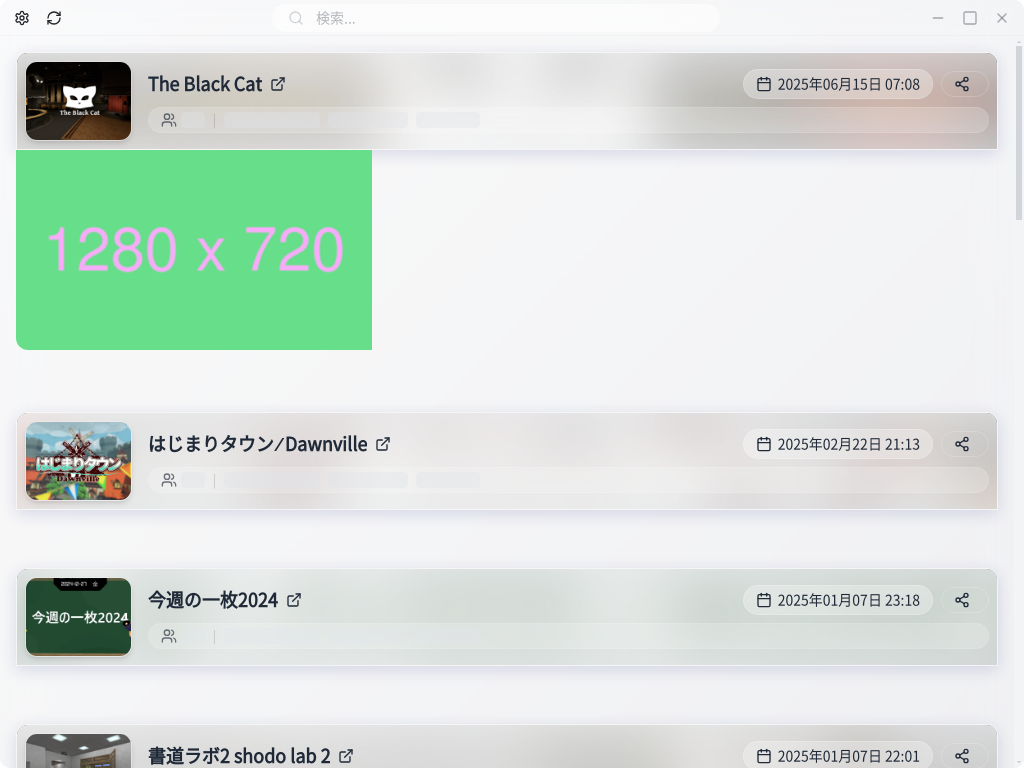 検索...
The Black Cat
2025年06月15日 07:08
The Black Cat
1280 x 720
はじまりタウン/Dawnville
2025年02月22日 21:13
はじまりタウン
Dawnville
今週の一枚2024
2025年01月07日 23:18
今週の一枚2024
書道ラボ2 shodo lab 2
2025年01月07日 22:01